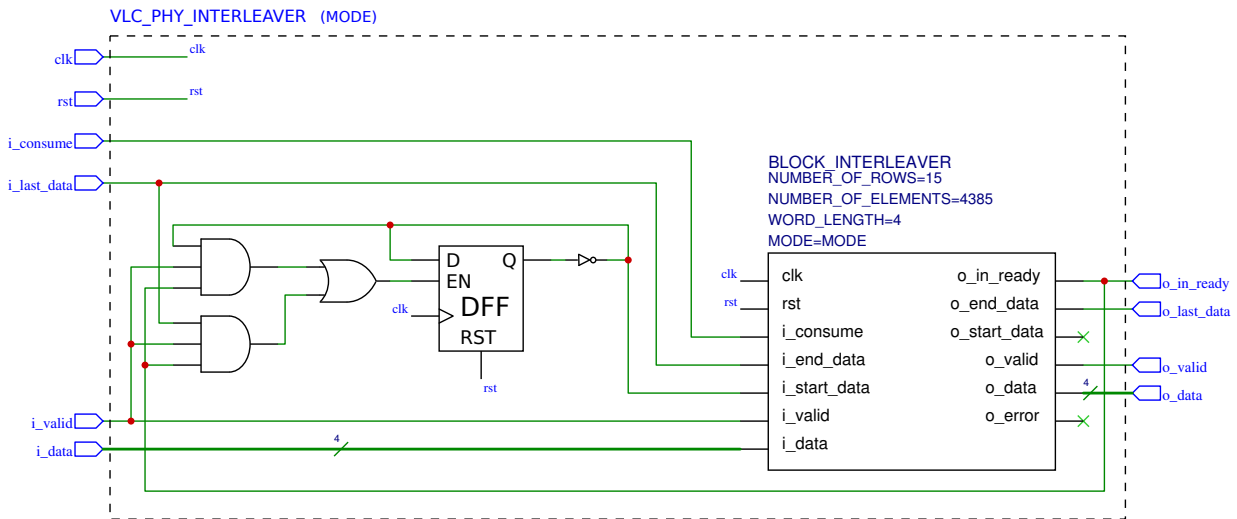 VLC_PHY_INTERLEAVER (MODE)
clk
clk
rst
rst
i_consume
i_last_data
BLOCK_INTERLEAVER
NUMBER_OF_ROWS=15
NUMBER_OF_ELEMENTS=4385
WORD_LENGTH=4
MODE=MODE
D
Q
EN
clk
DFF
RST
rst
clk
clk
o_in_ready
o_in_ready
rst
rst
o_end_data
o_last_data
i_consume
o_start_data
i_end_data
o_valid
o_valid
i_start_data
o_data
4
o_data
i_valid
i_valid
o_error
i_data
4
i_data